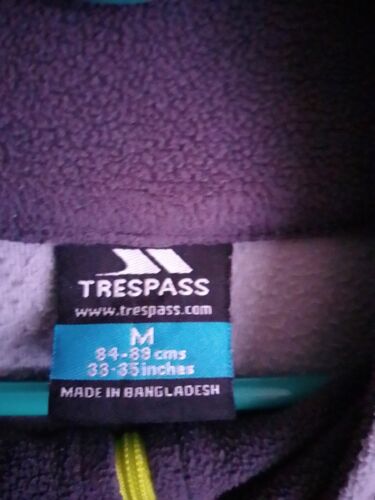 TRESPASS
www.trespass.com
M
84-89 cms
33-35 inches
MADE IN BANGLADESH